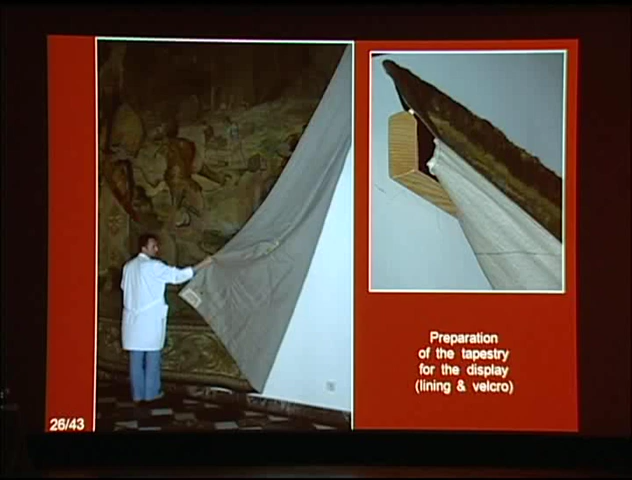 Preparation
of the tapestry
for the display
(lining & velcro)
26/43